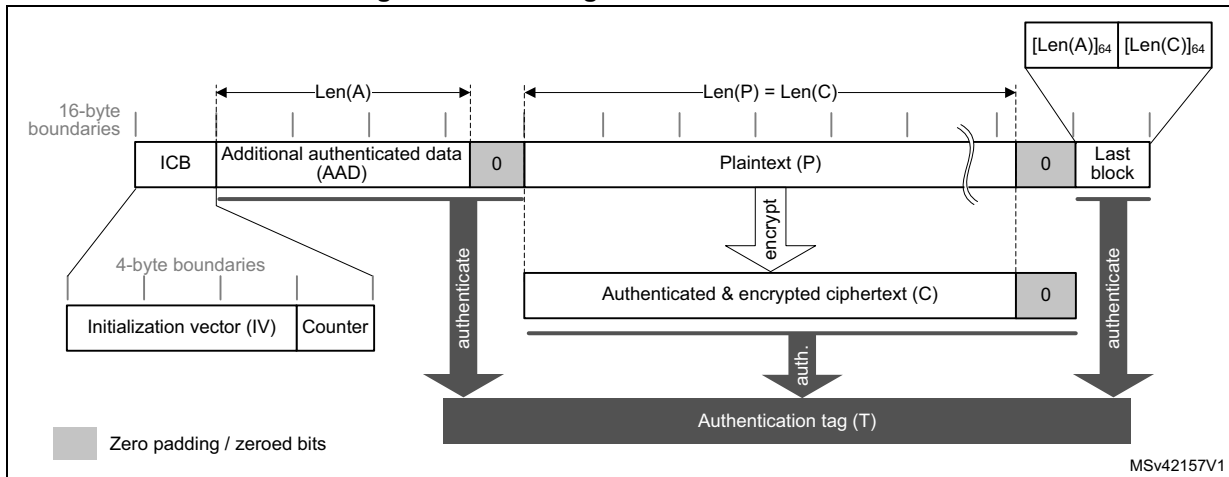 [Len(A)]64 [Len(C)]64
Len(A)
Len(P) = Len(C)
16-byte
boundaries
ICB
Additional authenticated data
(AAD)
0
Plaintext (P)
0
Last
block
encrypt
4-byte boundaries
Initialization vector (IV)
Counter
authenticate
Authenticated & encrypted ciphertext (C)
0
auth.
authenticate
Authentication tag (T)
Zero padding / zeroed bits
MSv42157V1